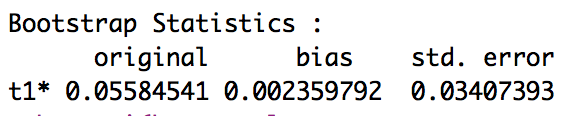 Bootstrap Statistics :
original bias std. error
t1* 0.05584541 0.002359792 0.03407393